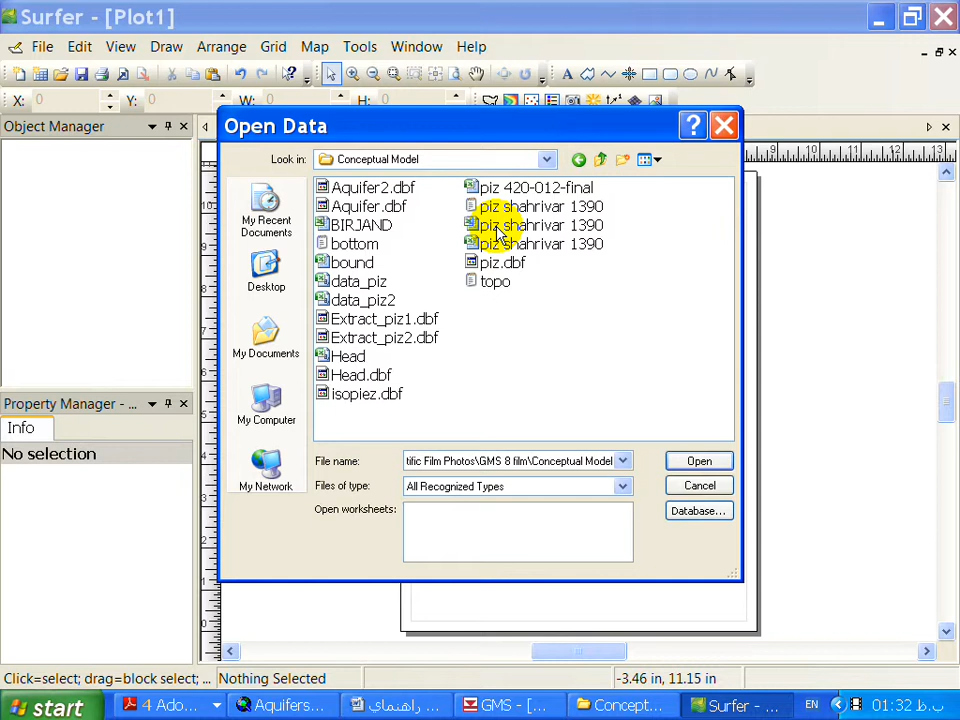 Surfer - [Plot1]
File Edit View Draw Arrange Grid Map Tools Window Help
X: 0 Y: 0 W: 0 H: 0
Object Manager
Open Data
Look in: Conceptual Model
My Recent Documents
Desktop
My Documents
My Computer
My Network
Aquifer2.dbf
Aquifer.dbf
BIRJAND
bottom
bound
data_piz
data_piz2
Extract_piz1.dbf
Extract_piz2.dbf
Head
Head.dbf
isopiez.dbf
piz 420-012-final
piz shahrivar 1390
piz shahrivar 1390
piz shahrivar 1390
piz.dbf
topo
File name: tific Film Photos\GMS 8 film\Conceptual Model Open
Files of type: All Recognized Types Cancel
Open worksheets: Database...
Property Manager - ...
Info
No selection
Click=select; drag=block select; ... Nothing Selected -3.46 in, 11.15 in
start 4 Ado... Aquifers... راهنماي ... GMS - [... Concept... Surfer - ... EN 01:32 ب.ظ